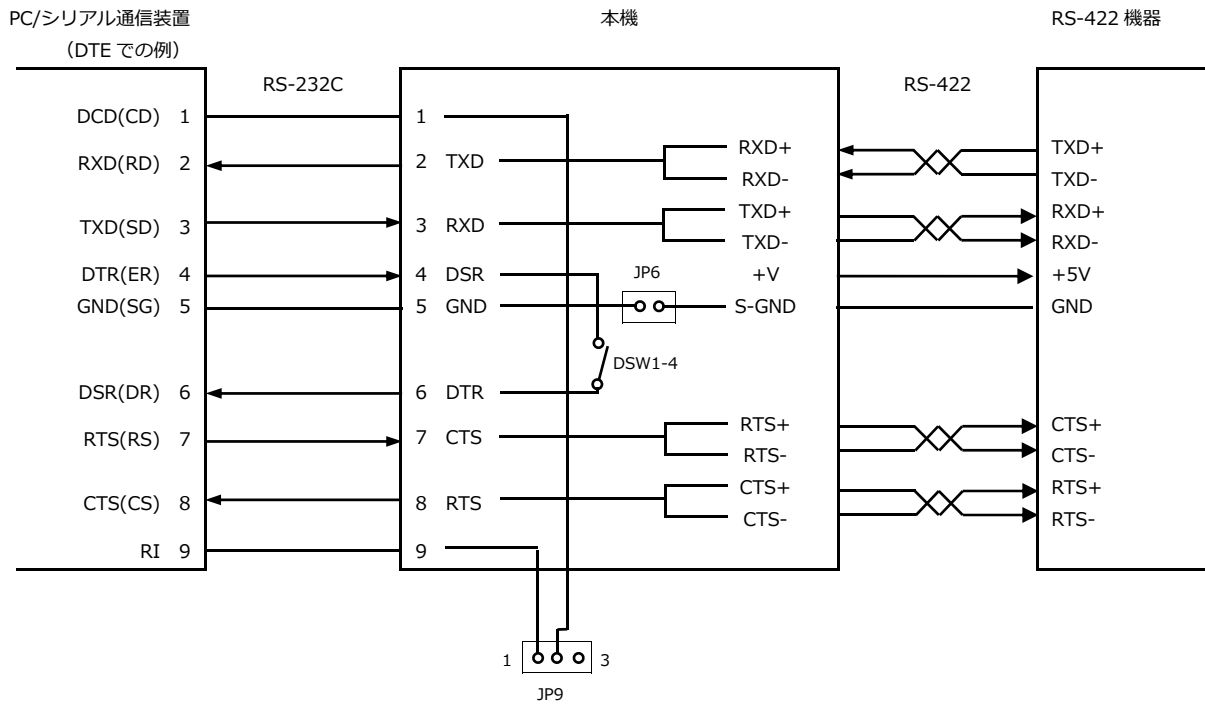 PC/シリアル通信装置
（DTE での例）
本機
RS-422 機器
RS-232C
RS-422
DCD(CD) 1
RXD(RD) 2
TXD(SD) 3
DTR(ER) 4
GND(SG) 5
DSR(DR) 6
RTS(RS) 7
CTS(CS) 8
RI 9
1
2 TXD
3 RXD
4 DSR
5 GND
6 DTR
7 CTS
8 RTS
9
JP6
DSW1-4
RXD+
RXD-
TXD+
TXD-
+V
S-GND
RTS+
RTS-
CTS+
CTS-
TXD+
TXD-
RXD+
RXD-
+5V
GND
CTS+
CTS-
RTS+
RTS-
1 3
JP9